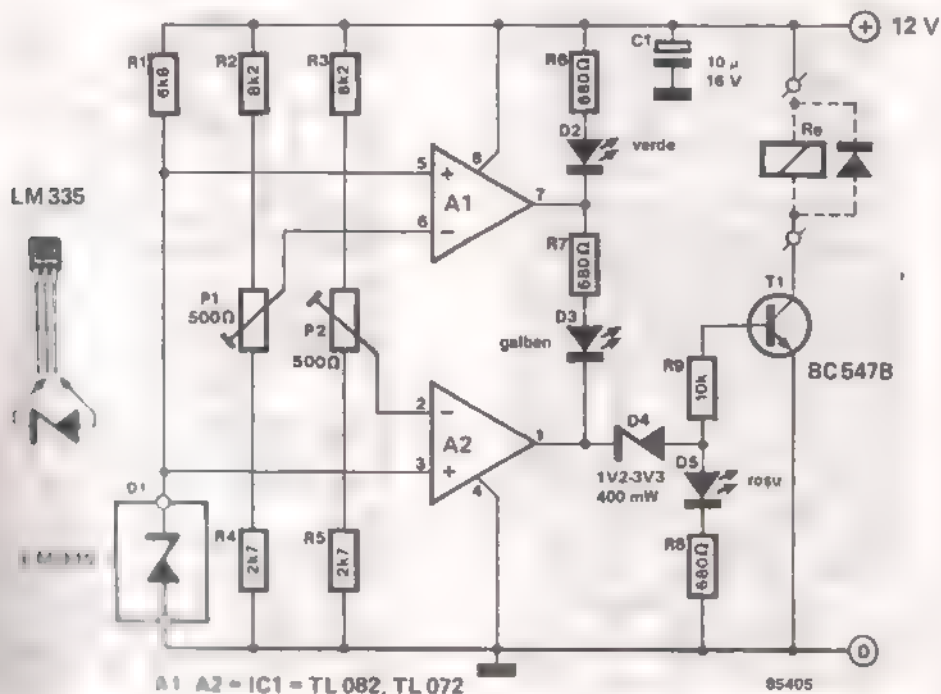 12 V
R1
6k8
R2
8k2
R3
8k2
R6
680Ω
C1
10 µ
16 V
D2
verde
Re
LM 335
5
+
8
A1
7
6
−
R7
680Ω
P1
500Ω
P2
500Ω
D3
galben
T1
BC 547B
R9
10k
2
−
A2
1
3
+
4
D4
1V2-3V3
400 mW
D5
roșu
D1
R4
2k7
R5
2k7
R8
680Ω
+
0
A1 A2 = IC1 = TL 082, TL 072
85405